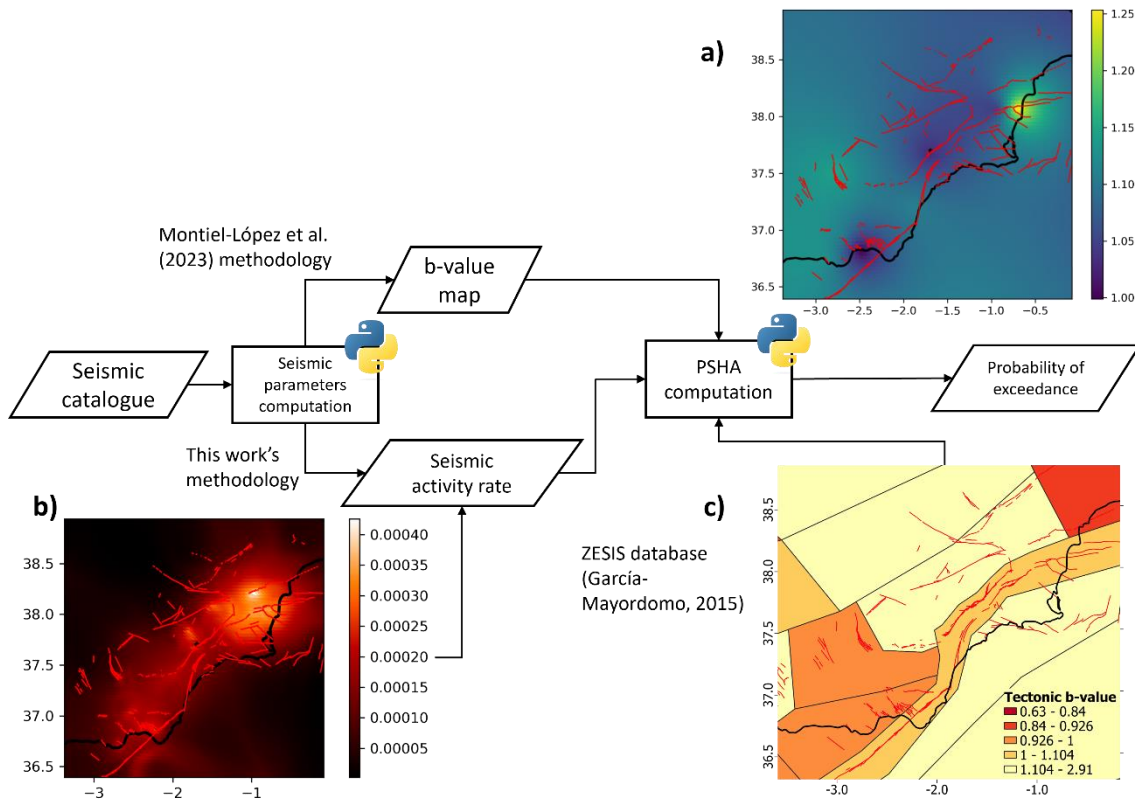 a)
1.25
1.20
1.15
1.10
1.05
1.00
38.5
38.0
37.5
37.0
36.5
−3.0
−2.5
−2.0
−1.5
−1.0
−0.5
Montiel-López et al.
(2023) methodology
b-value
map
Seismic
catalogue
Seismic
parameters
computation
PSHA
computation
Probability of
exceedance
This work's
methodology
Seismic
activity rate
b)
38.5
38.0
37.5
37.0
36.5
−3
−2
−1
0.00040
0.00035
0.00030
0.00025
0.00020
0.00015
0.00010
0.00005
ZESIS database
(García-
Mayordomo, 2015)
c)
38.5
38.0
37.5
37.0
36.5
-3.0
-2.0
-1.0
Tectonic b-value
0.63 - 0.84
0.84 - 0.926
0.926 - 1
1 - 1.104
1.104 - 2.91